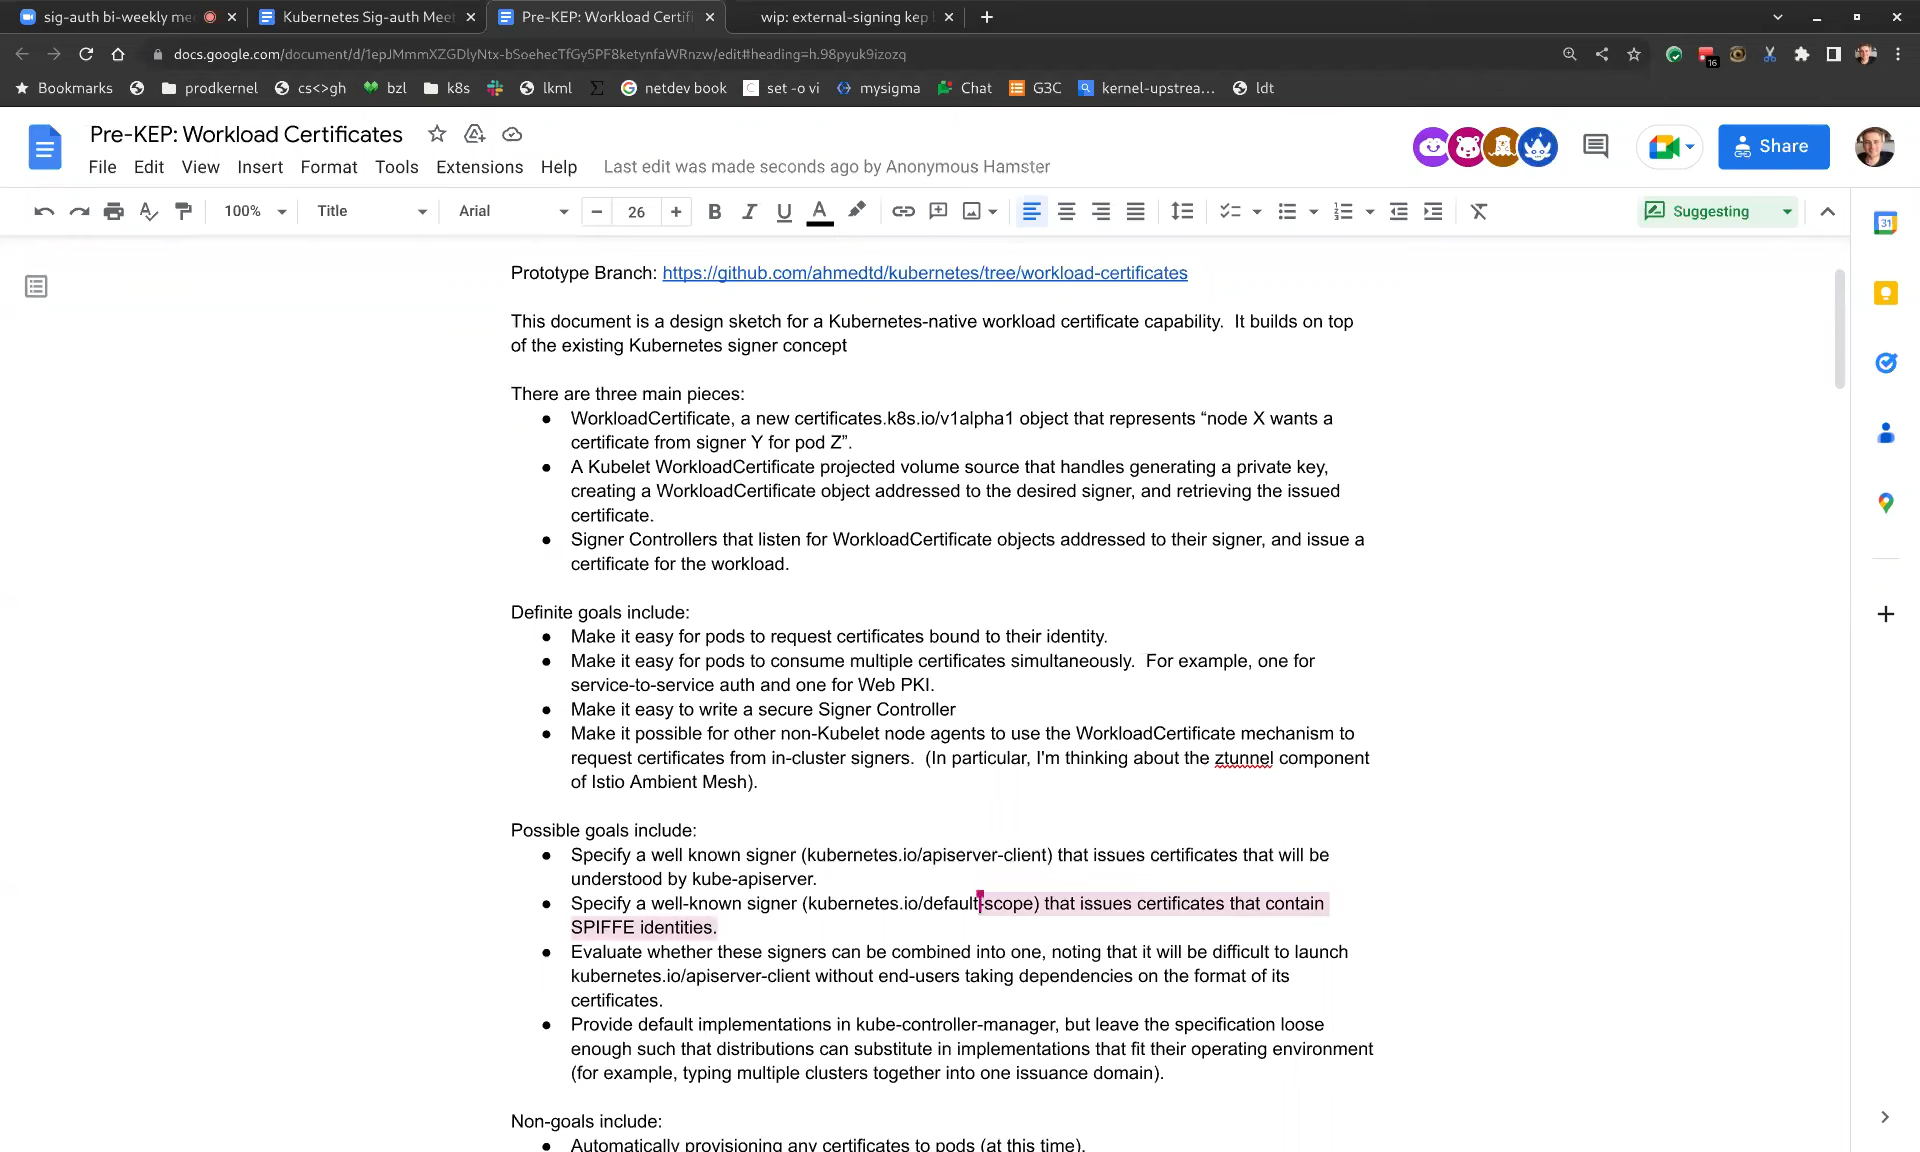 sig-auth bi-weekly me
Kubernetes Sig-auth Meet
Pre-KEP: Workload Certifi
wip: external-signing kep
docs.google.com/document/d/1epJMmmXZGDlyNtx-bSoehecTfGy5PF8ketynfaWRnzw/edit#heading=h.98pyuk9izozq
16
Bookmarks prodkernel cs<>gh bzl k8s lkml netdev book set -o vi mysigma Chat G3C kernel-upstrea... ldt
Pre-KEP: Workload Certificates
Share
File Edit View Insert Format Tools Extensions Help Last edit was made seconds ago by Anonymous Hamster
100% Title Arial 26 B I U A Suggesting
31
Prototype Branch: https://github.com/ahmedtd/kubernetes/tree/workload-certificates
This document is a design sketch for a Kubernetes-native workload certificate capability. It builds on top
of the existing Kubernetes signer concept
There are three main pieces:
● WorkloadCertificate, a new certificates.k8s.io/v1alpha1 object that represents “node X wants a
certificate from signer Y for pod Z”.
● A Kubelet WorkloadCertificate projected volume source that handles generating a private key,
creating a WorkloadCertificate object addressed to the desired signer, and retrieving the issued
certificate.
● Signer Controllers that listen for WorkloadCertificate objects addressed to their signer, and issue a
certificate for the workload.
Definite goals include:
● Make it easy for pods to request certificates bound to their identity.
● Make it easy for pods to consume multiple certificates simultaneously. For example, one for
service-to-service auth and one for Web PKI.
● Make it easy to write a secure Signer Controller
● Make it possible for other non-Kubelet node agents to use the WorkloadCertificate mechanism to
request certificates from in-cluster signers. (In particular, I'm thinking about the ztunnel component
of Istio Ambient Mesh).
Possible goals include:
● Specify a well known signer (kubernetes.io/apiserver-client) that issues certificates that will be
understood by kube-apiserver.
● Specify a well-known signer (kubernetes.io/default-scope) that issues certificates that contain
SPIFFE identities.
● Evaluate whether these signers can be combined into one, noting that it will be difficult to launch
kubernetes.io/apiserver-client without end-users taking dependencies on the format of its
certificates.
● Provide default implementations in kube-controller-manager, but leave the specification loose
enough such that distributions can substitute in implementations that fit their operating environment
(for example, typing multiple clusters together into one issuance domain).
Non-goals include:
● Automatically provisioning any certificates to pods (at this time).